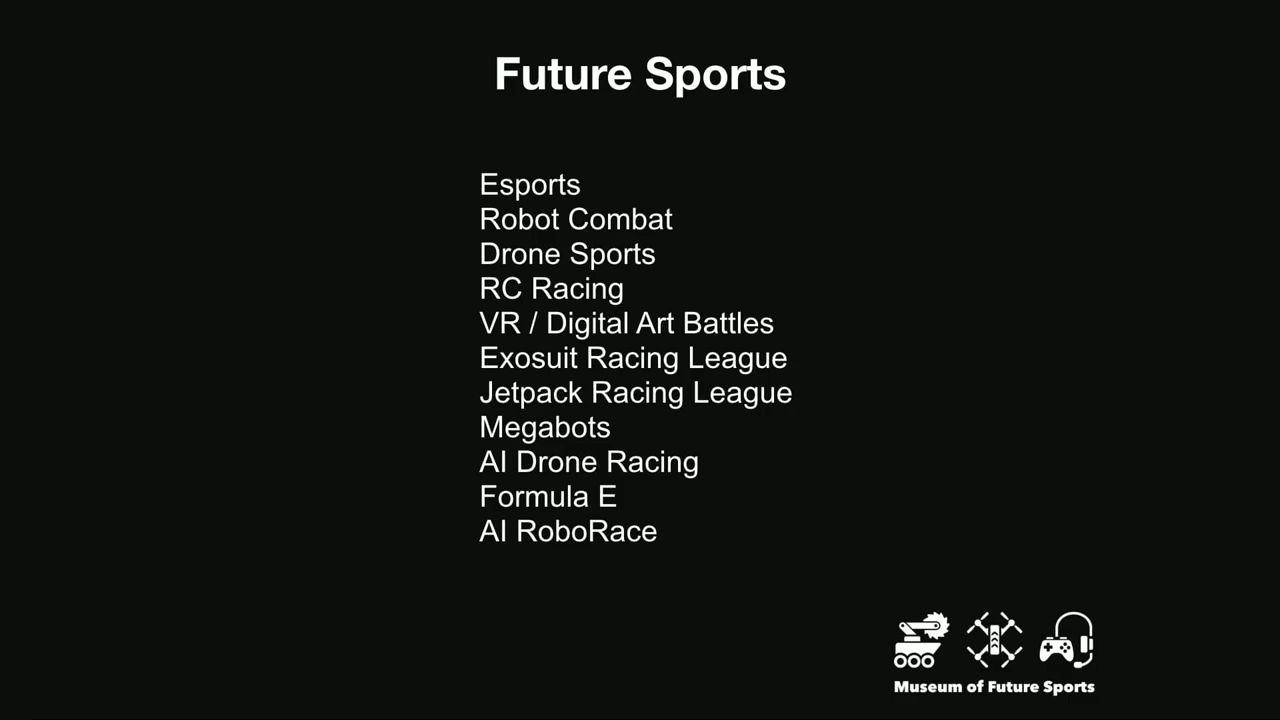 Future Sports
Esports
Robot Combat
Drone Sports
RC Racing
VR / Digital Art Battles
Exosuit Racing League
Jetpack Racing League
Megabots
AI Drone Racing
Formula E
AI RoboRace
Museum of Future Sports